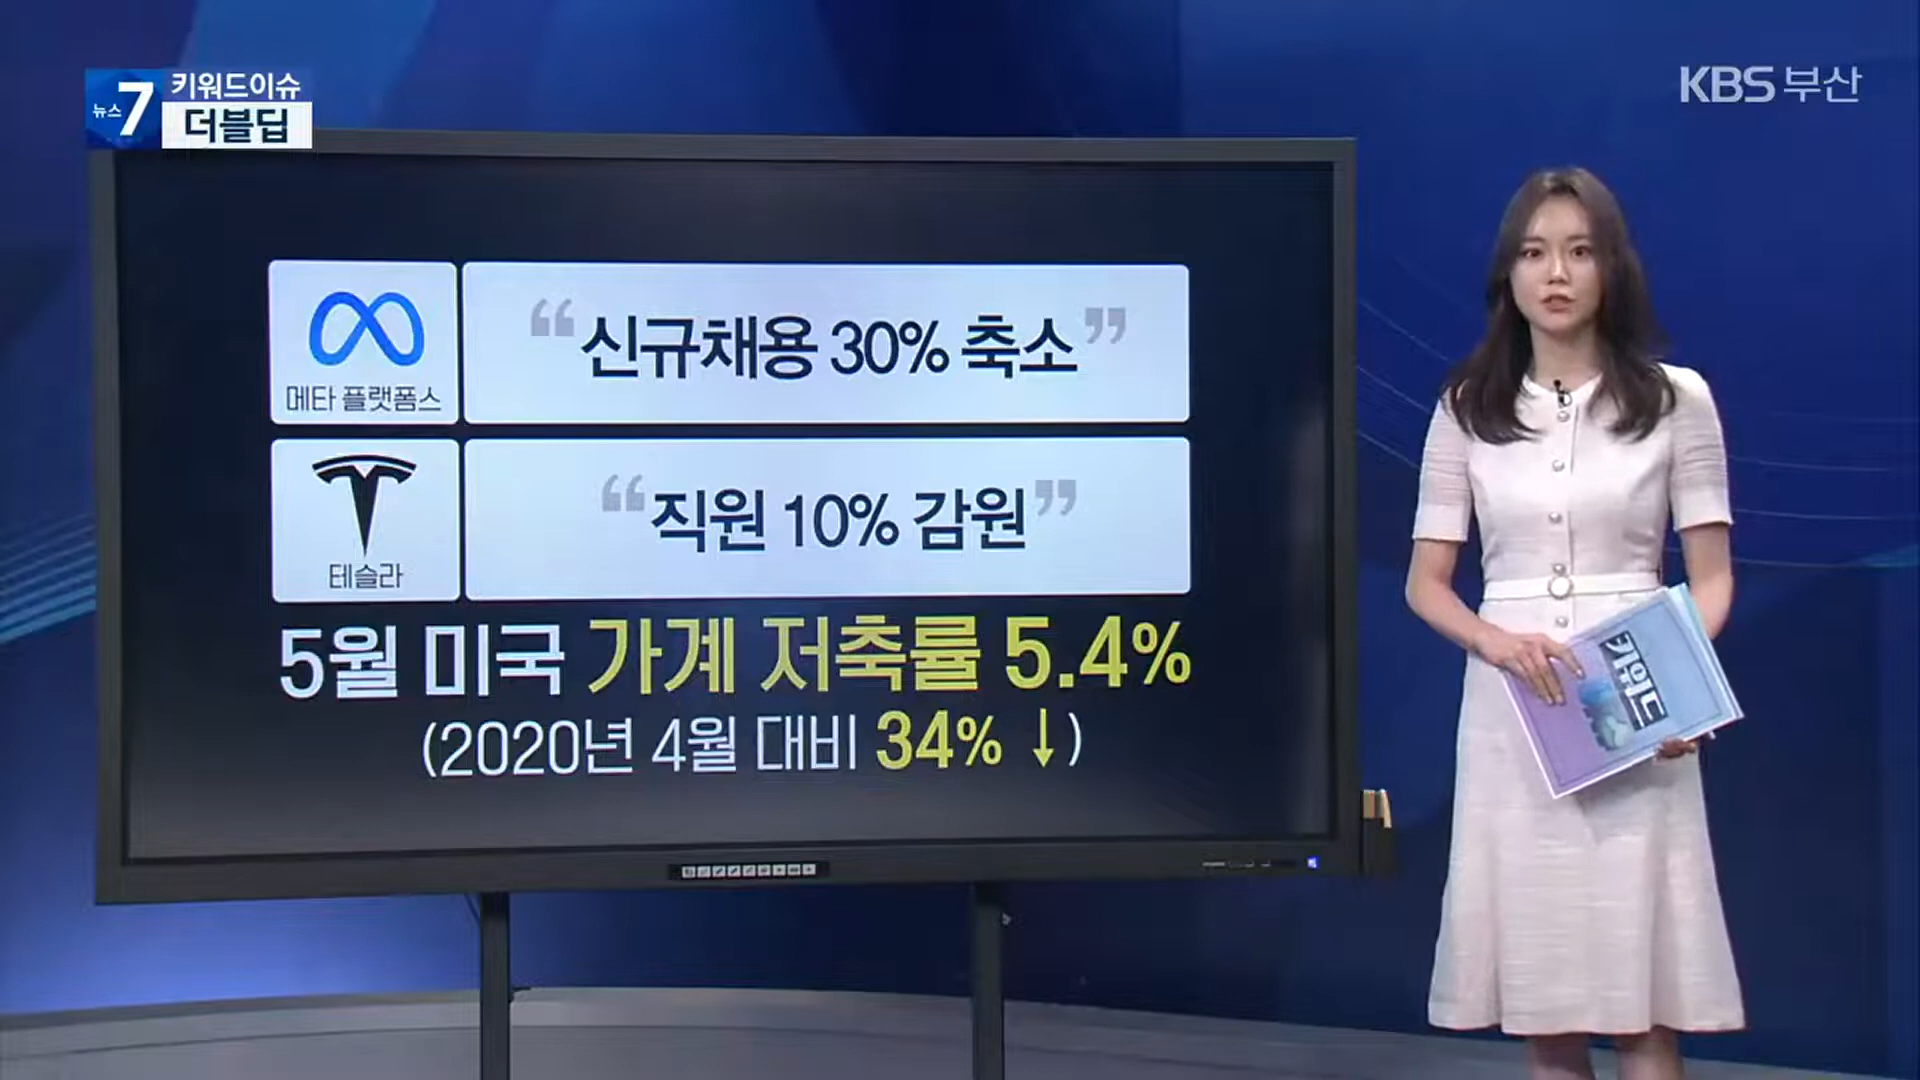 뉴스7
키워드이슈
더블딥
KBS 부산
메타 플랫폼스
“신규채용 30% 축소”
테슬라
“직원 10% 감원”
5월 미국 가계 저축률 5.4%
(2020년 4월 대비 34% ↓)
키워드